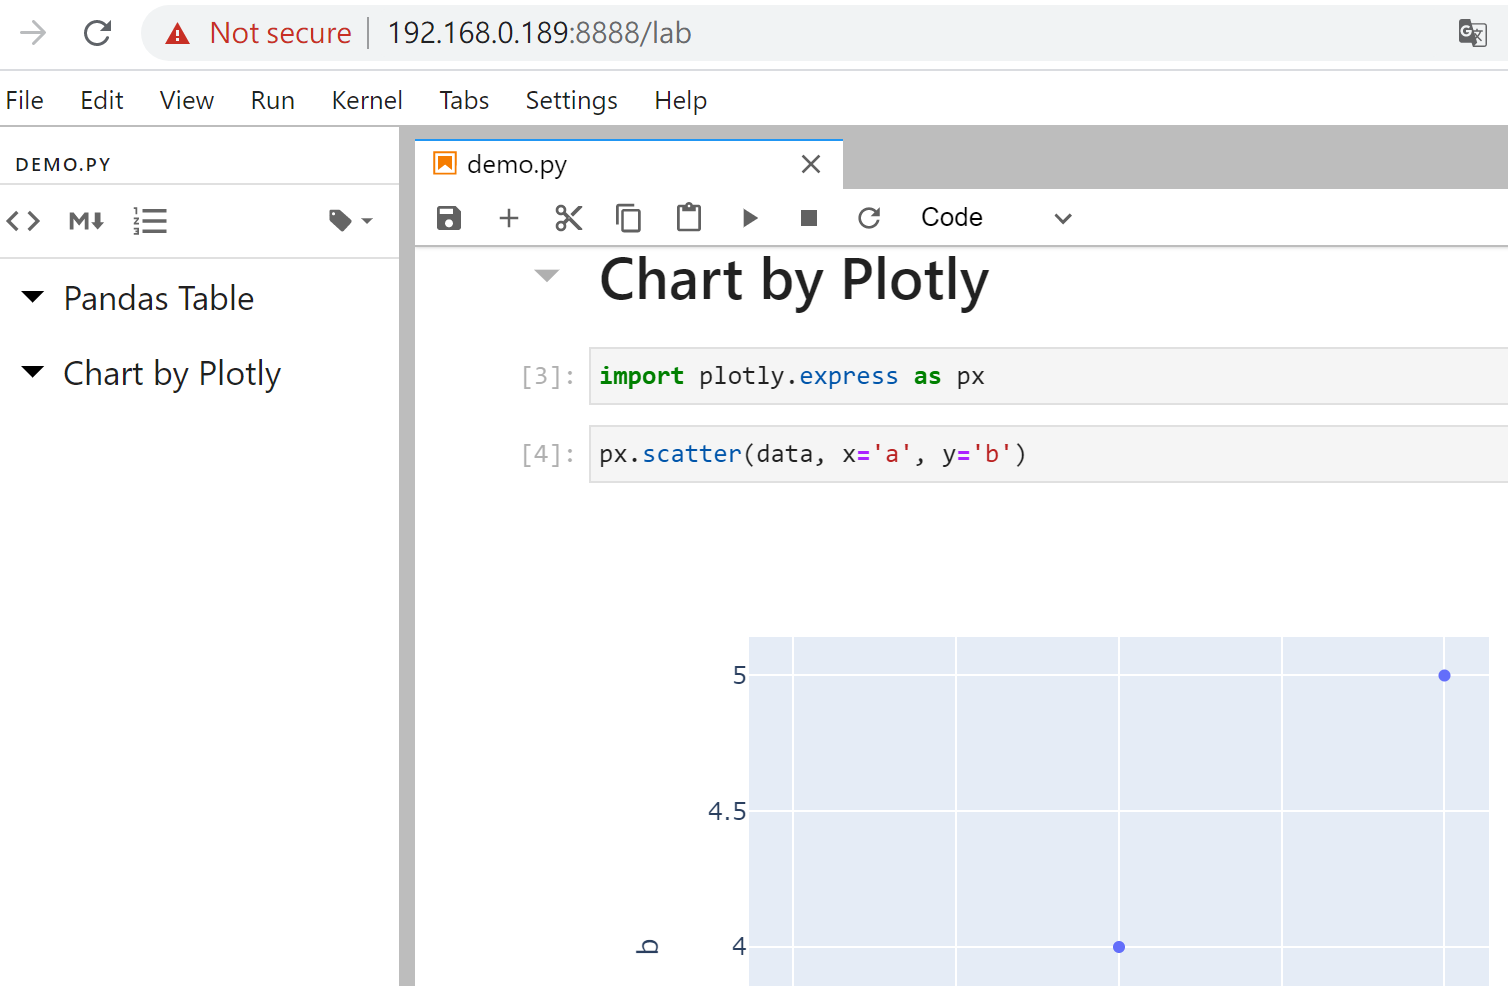 Not secure | 192.168.0.189:8888/lab
File Edit View Run Kernel Tabs Settings Help
DEMO.PY
demo.py
Code
Pandas Table
Chart by Plotly
Chart by Plotly
[3]: import plotly.express as px
[4]: px.scatter(data, x='a', y='b')
5
4.5
4
b